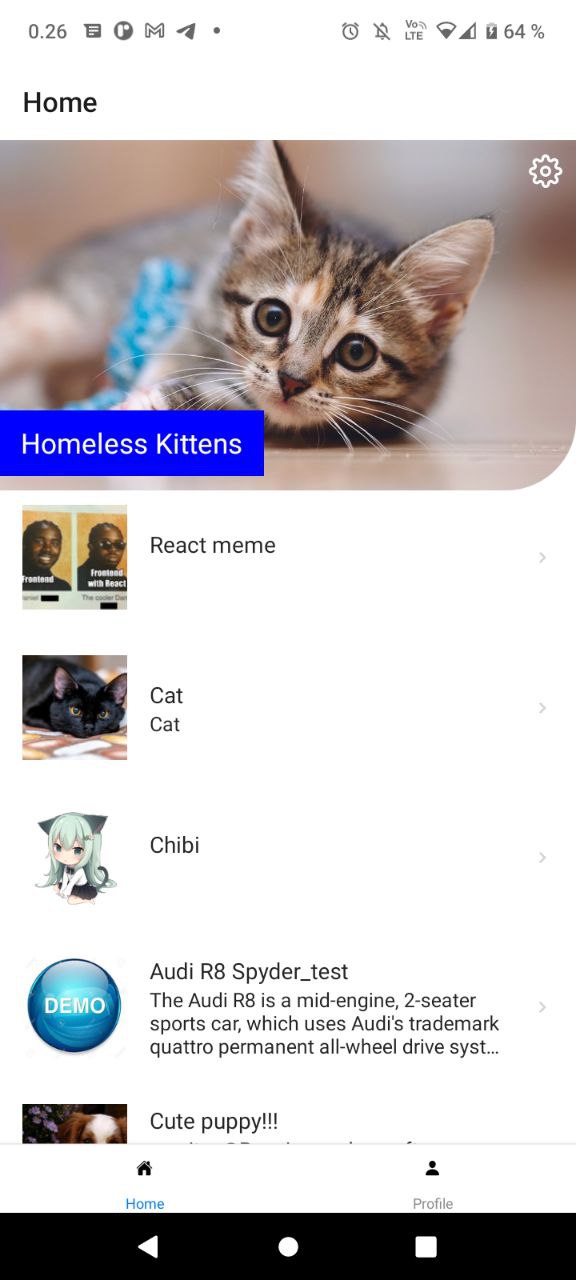 0.26
Vo
LTE
64 %
Home
Homeless Kittens
Frontend
Frontend
with React
The cooler Dan
React meme
Cat
Cat
Chibi
DEMO
Audi R8 Spyder_test
The Audi R8 is a mid-engine, 2-seater
sports car, which uses Audi's trademark
quattro permanent all-wheel drive syst…
Cute puppy!!!
Home
Profile